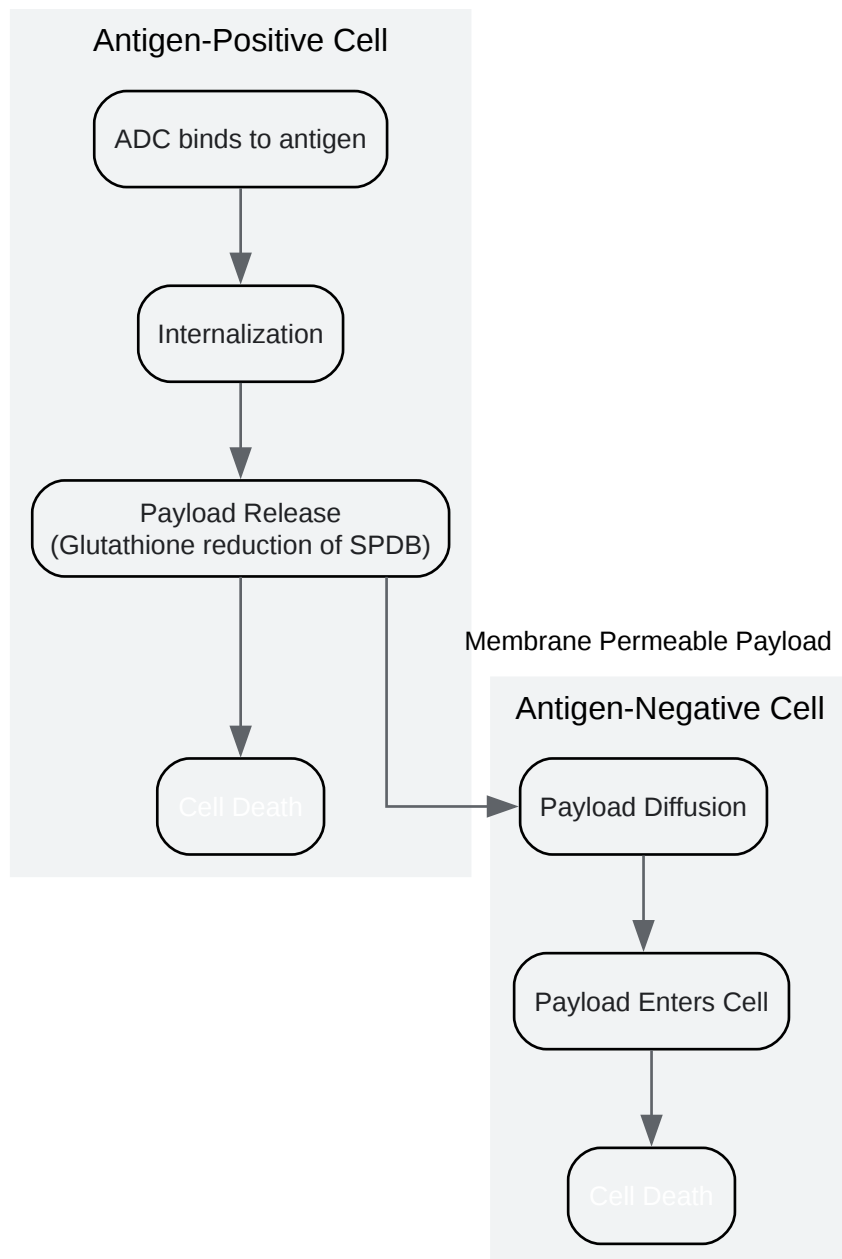 Antigen-Positive Cell
ADC binds to antigen
Internalization
Payload Release
(Glutathione reduction of SPDB)
Cell Death
Membrane Permeable Payload
Antigen-Negative Cell
Payload Diffusion
Payload Enters Cell
Cell Death